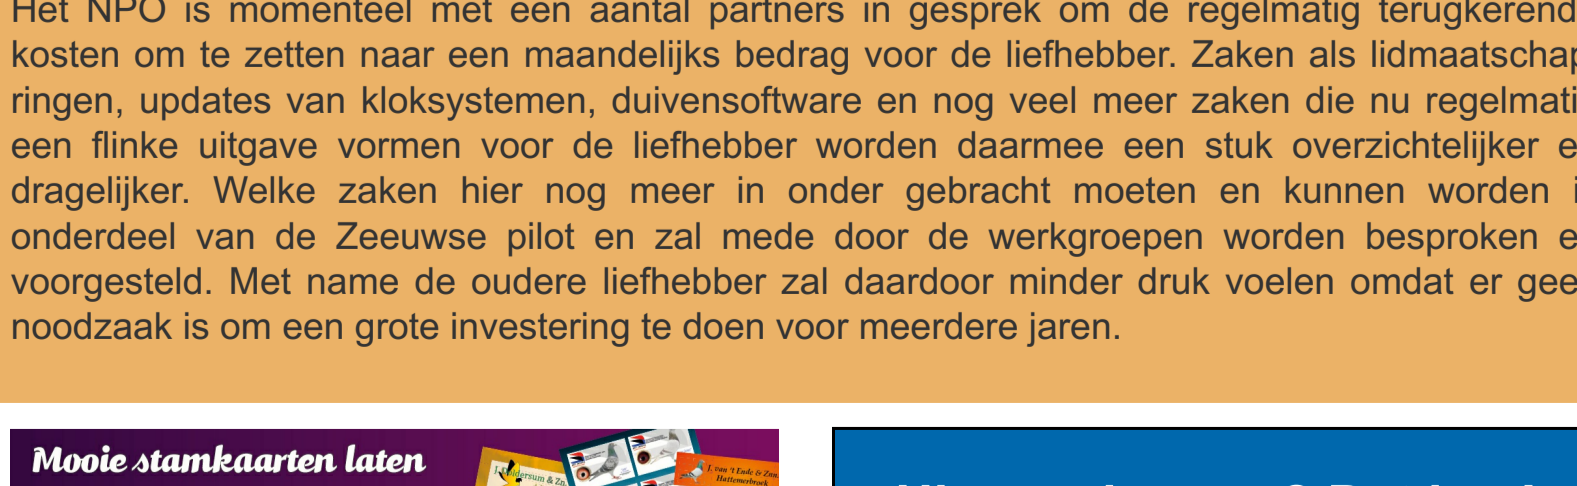 Het NPO is momenteel met een aantal partners in gesprek om de regelmatig terugkerend
kosten om te zetten naar een maandelijks bedrag voor de liefhebber. Zaken als lidmaatschap
ringen, updates van kloksystemen, duivensoftware en nog veel meer zaken die nu regelmati
een flinke uitgave vormen voor de liefhebber worden daarmee een stuk overzichtelijker e
dragelijker. Welke zaken hier nog meer in onder gebracht moeten en kunnen worden i
onderdeel van de Zeeuwse pilot en zal mede door de werkgroepen worden besproken e
voorgesteld. Met name de oudere liefhebber zal daardoor minder druk voelen omdat er gee
noodzaak is om een grote investering te doen voor meerdere jaren.
Mooie stamkaarten laten
J. van 't Ende & Zn.
Hattemerbroek